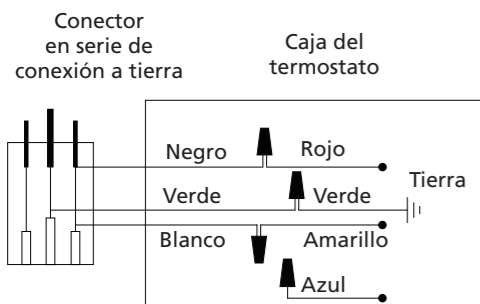 Conector
en serie de
conexión a tierra
Caja del
termostato
Negro
Rojo
Verde
Verde
Tierra
Blanco
Amarillo
Azul